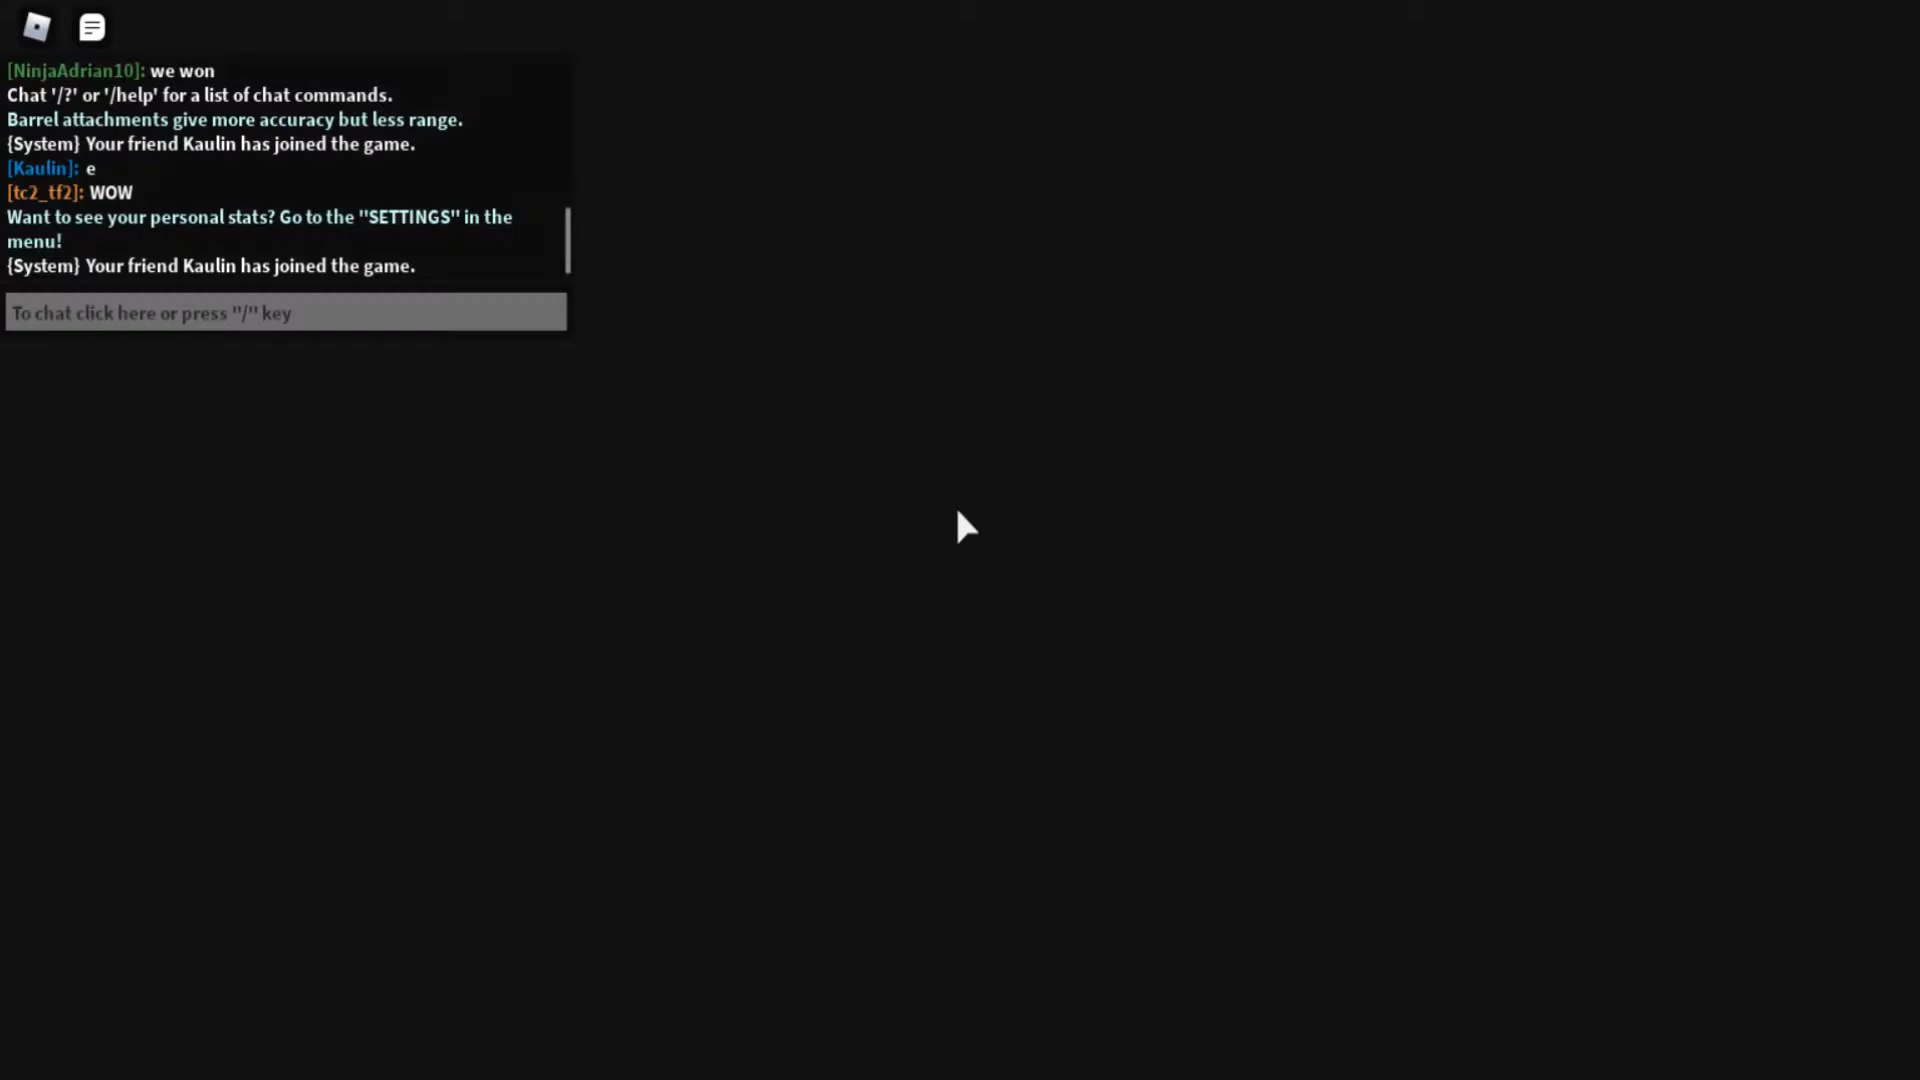 [NinjaAdrian10]: we won
Chat '/?' or '/help' for a list of chat commands.
Barrel attachments give more accuracy but less range.
{System} Your friend Kaulin has joined the game.
[Kaulin]: e
[tc2_tf2]: WOW
Want to see your personal stats? Go to the "SETTINGS" in the
menu!
{System} Your friend Kaulin has joined the game.
To chat click here or press "/" key